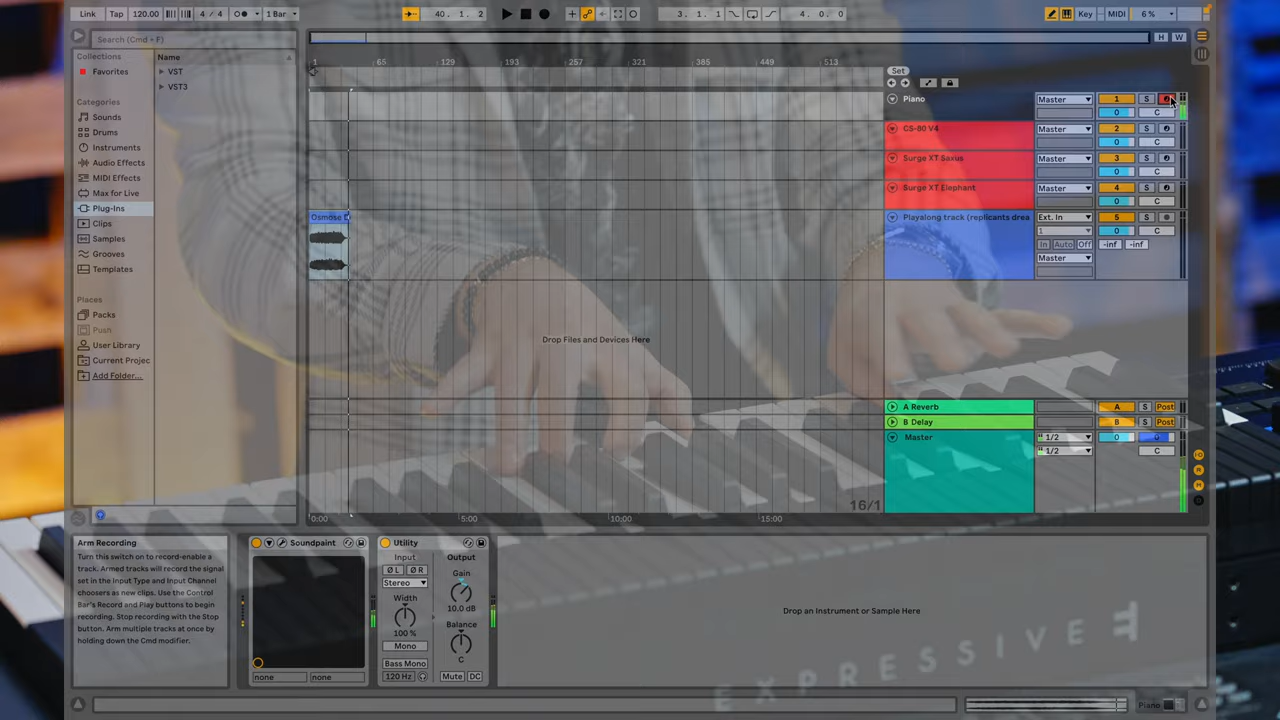 Link Tap 120.00 4 / 4 1 Bar 40. 1. 2 3. 1. 1 4. 0. 0 Key MIDI 6 %
Search (Cmd + F)
H W
Collections
Favorites
Categories
Sounds
Drums
Instruments
Audio Effects
MIDI Effects
Max for Live
Plug-Ins
Clips
Samples
Grooves
Templates
Places
Packs
Push
User Library
Current Projec
Add Folder...
Name
VST
VST3
1 65 129 193 257 321 385 449 513
Set
Piano Master 1 S
0 C
CS-80 V4 Master 2 S
0 C
Surge XT Saxus Master 3 S
0 C
Surge XT Elephant Master 4 S
0 C
Osmose
Playalong track (replicants drea Ext. In 5 S
1 0 C
In Auto Off -inf -inf
Master
Drop Files and Devices Here
A Reverb A S Post
B Delay B S Post
Master 1/2 0
1/2 C
16/1
0:00 5:00 10:00 15:00
Arm Recording
Turn this switch on to record-enable a
track. Armed tracks will record the signal
set in the Input Type and Input Channel
choosers as new clips. Use the Control
Bar's Record and Play buttons to begin
recording. Stop recording with the Stop
button. Arm multiple tracks at once by
holding down the Cmd modifier.
Soundpaint
none none
Utility
Input Output
Ø L Ø R
Stereo
Gain
10.0 dB
Width
100 %
Balance
C
Mono
Bass Mono
120 Hz
Mute DC
Drop an Instrument or Sample Here
EXPRESSIVE E
Piano